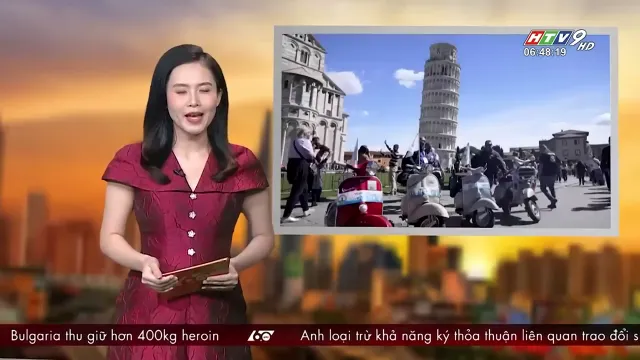 HTV9 HD
06:48:19
Bulgaria thu giữ hơn 400kg heroin
60
Anh loại trừ khả năng ký thỏa thuận liên quan trao đổi s